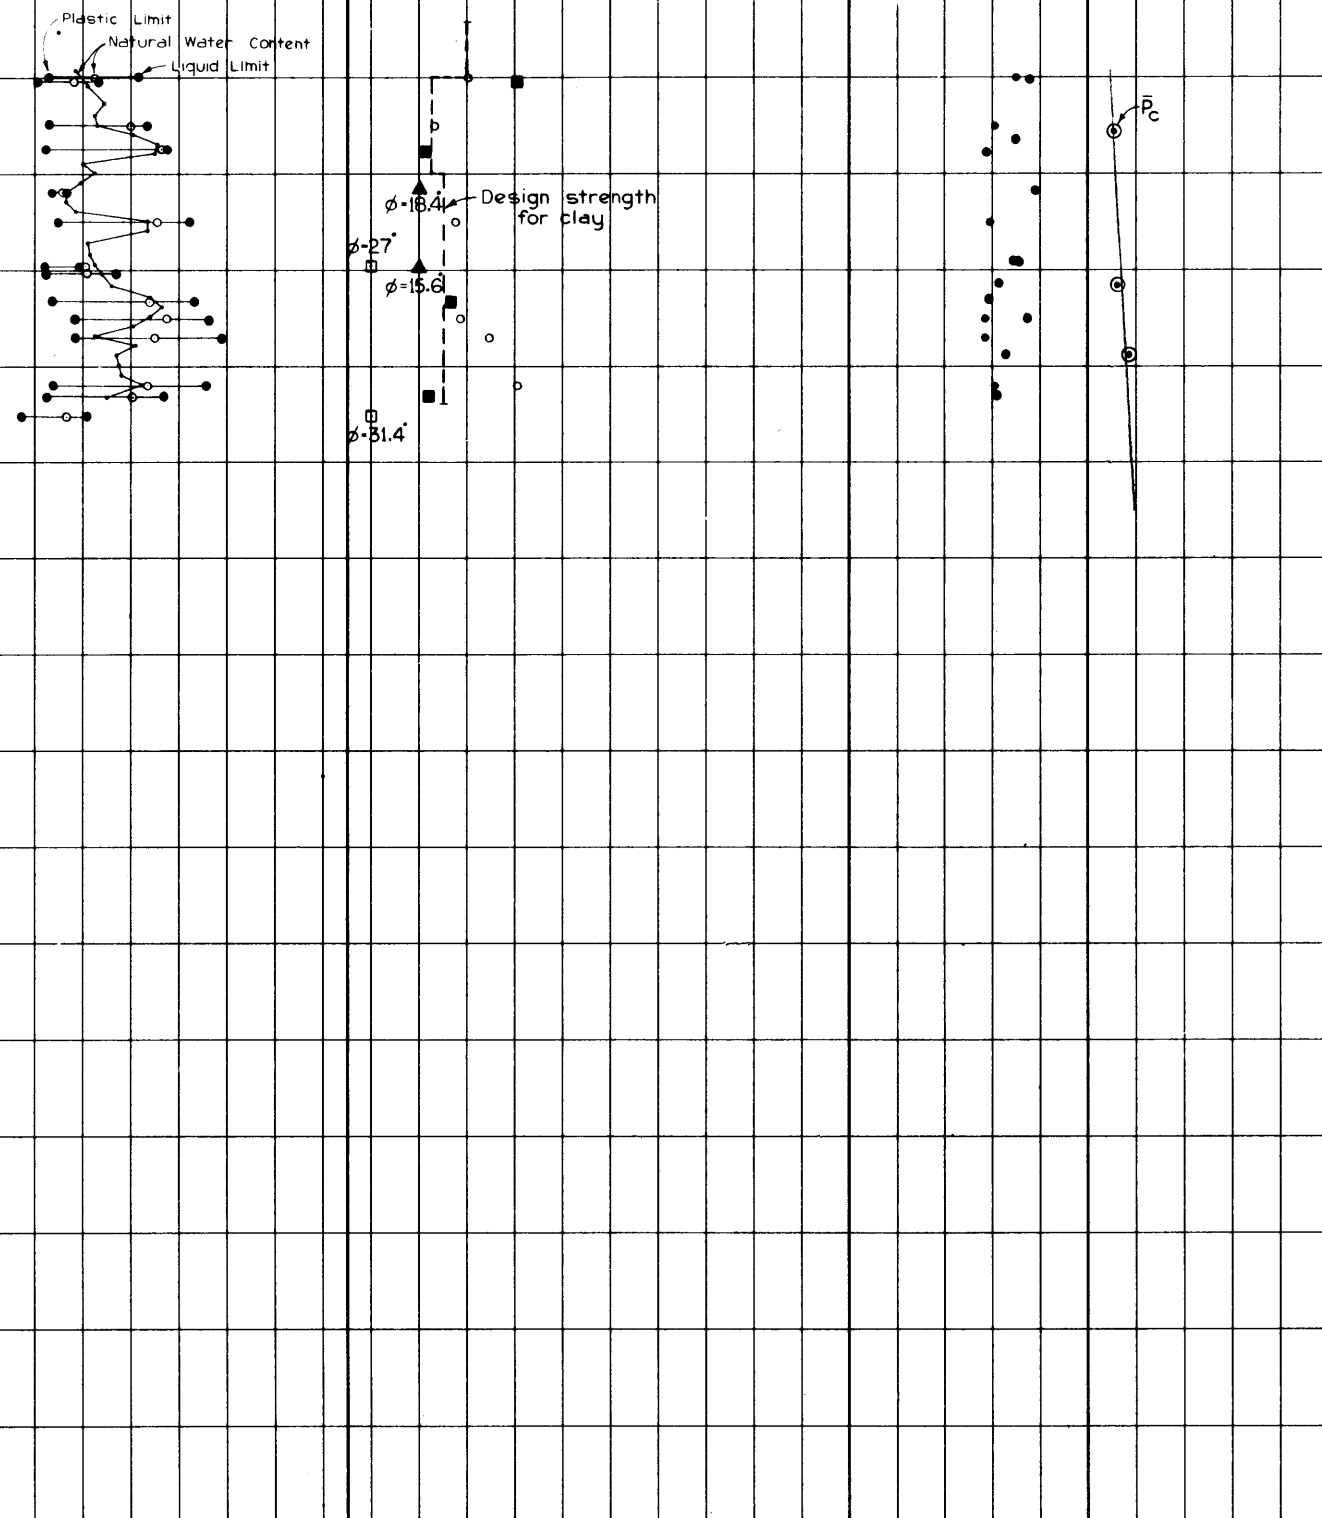 Plastic Limit
Natural Water Content
Liquid Limit
P̄c
Design strength
for clay
ϕ=18.4°
ϕ=27°
ϕ=15.6°
ϕ=31.4°